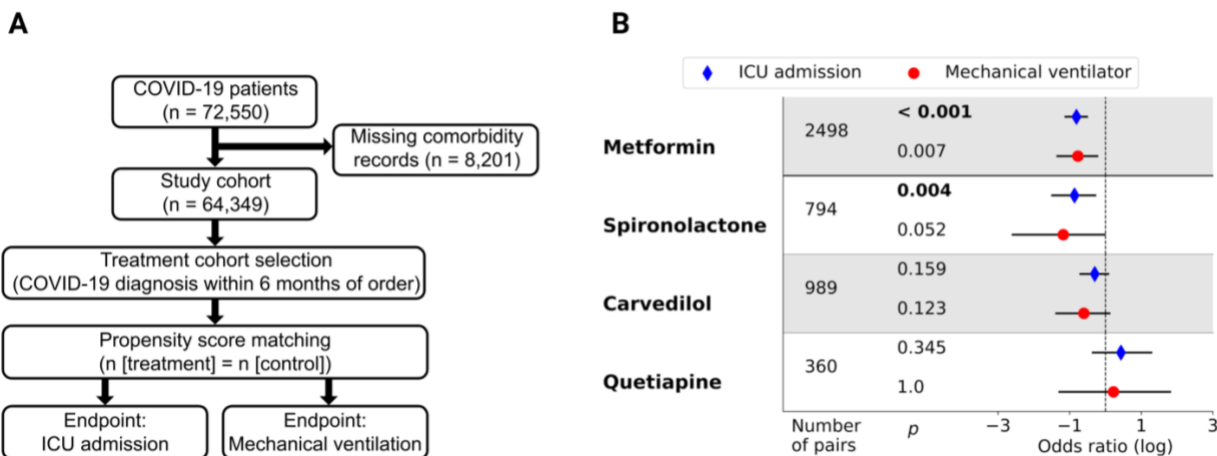 A
COVID-19 patients
(n = 72,550)
Missing comorbidity
records (n = 8,201)
Study cohort
(n = 64,349)
Treatment cohort selection
(COVID-19 diagnosis within 6 months of order)
Propensity score matching
(n [treatment] = n [control])
Endpoint:
ICU admission
Endpoint:
Mechanical ventilation
B
ICU admission Mechanical ventilator
Metformin
2498
< 0.001
0.007
Spironolactone
794
0.004
0.052
Carvedilol
989
0.159
0.123
Quetiapine
360
0.345
1.0
Number
of pairs
p
−3 −1 1 3
Odds ratio (log)